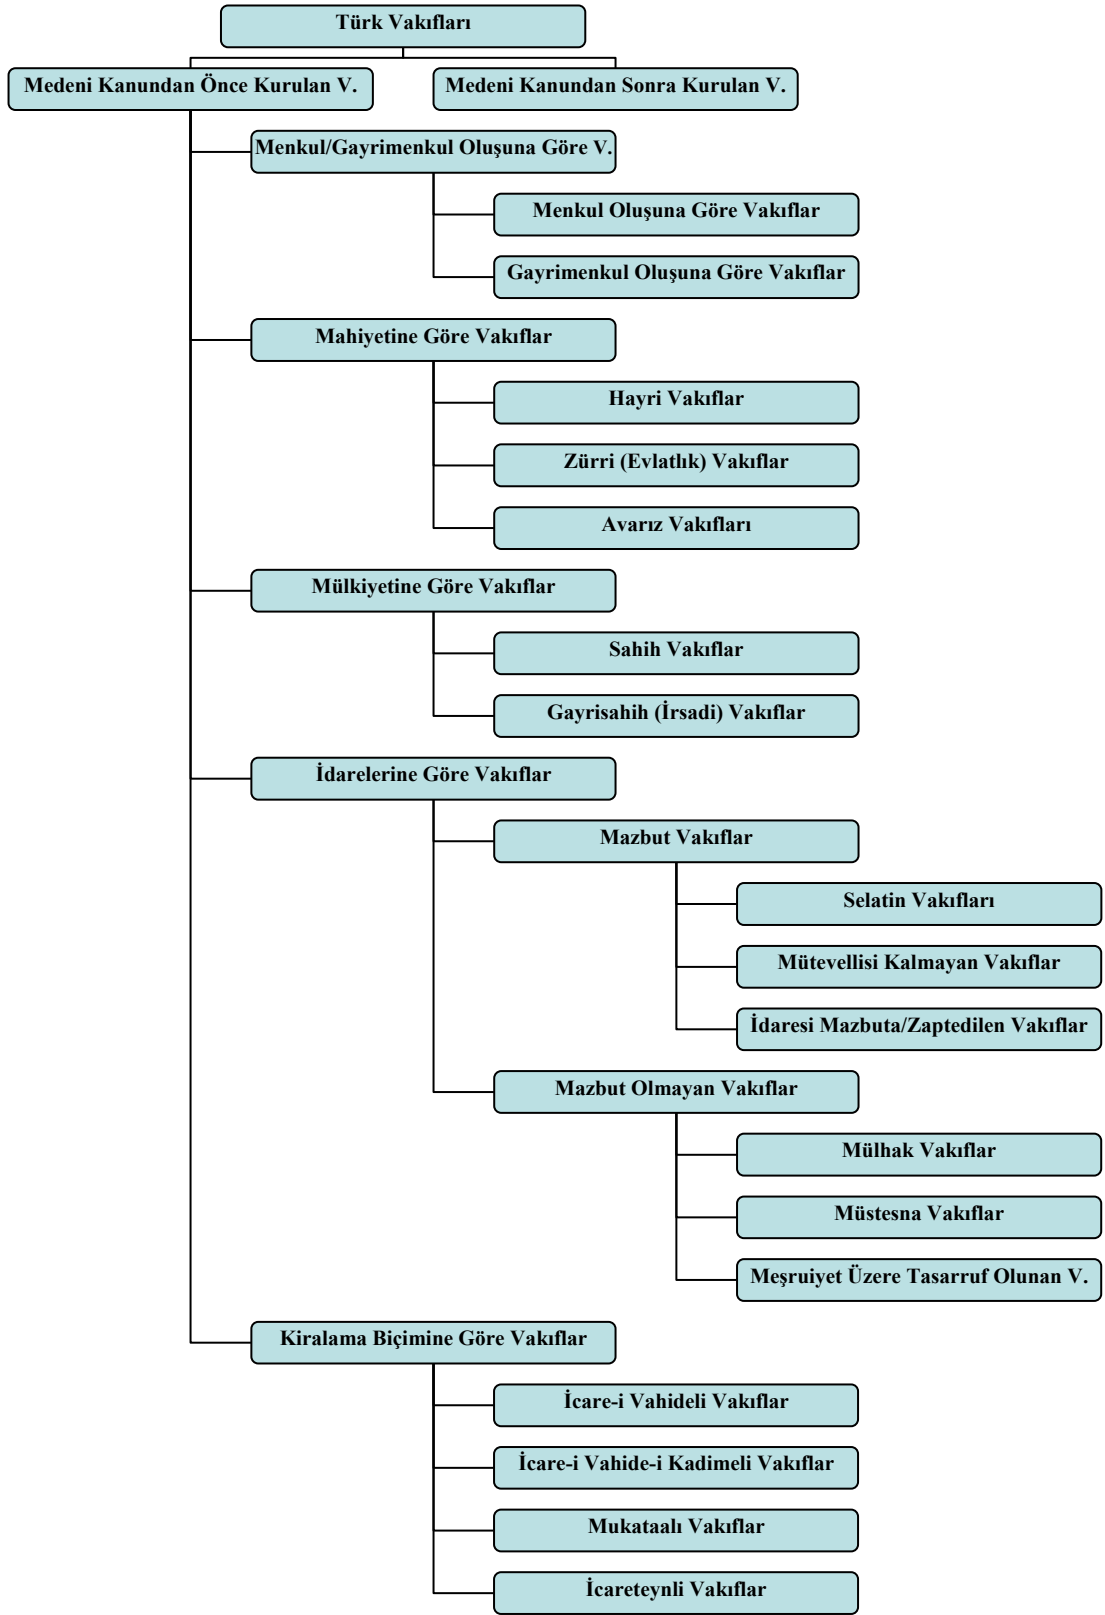 Türk Vakıfları
Medeni Kanundan Önce Kurulan V.
Medeni Kanundan Sonra Kurulan V.
Menkul/Gayrimenkul Oluşuna Göre V.
Menkul Oluşuna Göre Vakıflar
Gayrimenkul Oluşuna Göre Vakıflar
Mahiyetine Göre Vakıflar
Hayri Vakıflar
Zürri (Evlatlık) Vakıflar
Avarız Vakıfları
Mülkiyetine Göre Vakıflar
Sahih Vakıflar
Gayrisahih (İrsadi) Vakıflar
İdarelerine Göre Vakıflar
Mazbut Vakıflar
Selatin Vakıfları
Mütevellisi Kalmayan Vakıflar
İdaresi Mazbuta/Zaptedilen Vakıflar
Mazbut Olmayan Vakıflar
Mülhak Vakıflar
Müstesna Vakıflar
Meşruiyet Üzere Tasarruf Olunan V.
Kiralama Biçimine Göre Vakıflar
İcare-i Vahideli Vakıflar
İcare-i Vahide-i Kadimeli Vakıflar
Mukataalı Vakıflar
İcareteynli Vakıflar